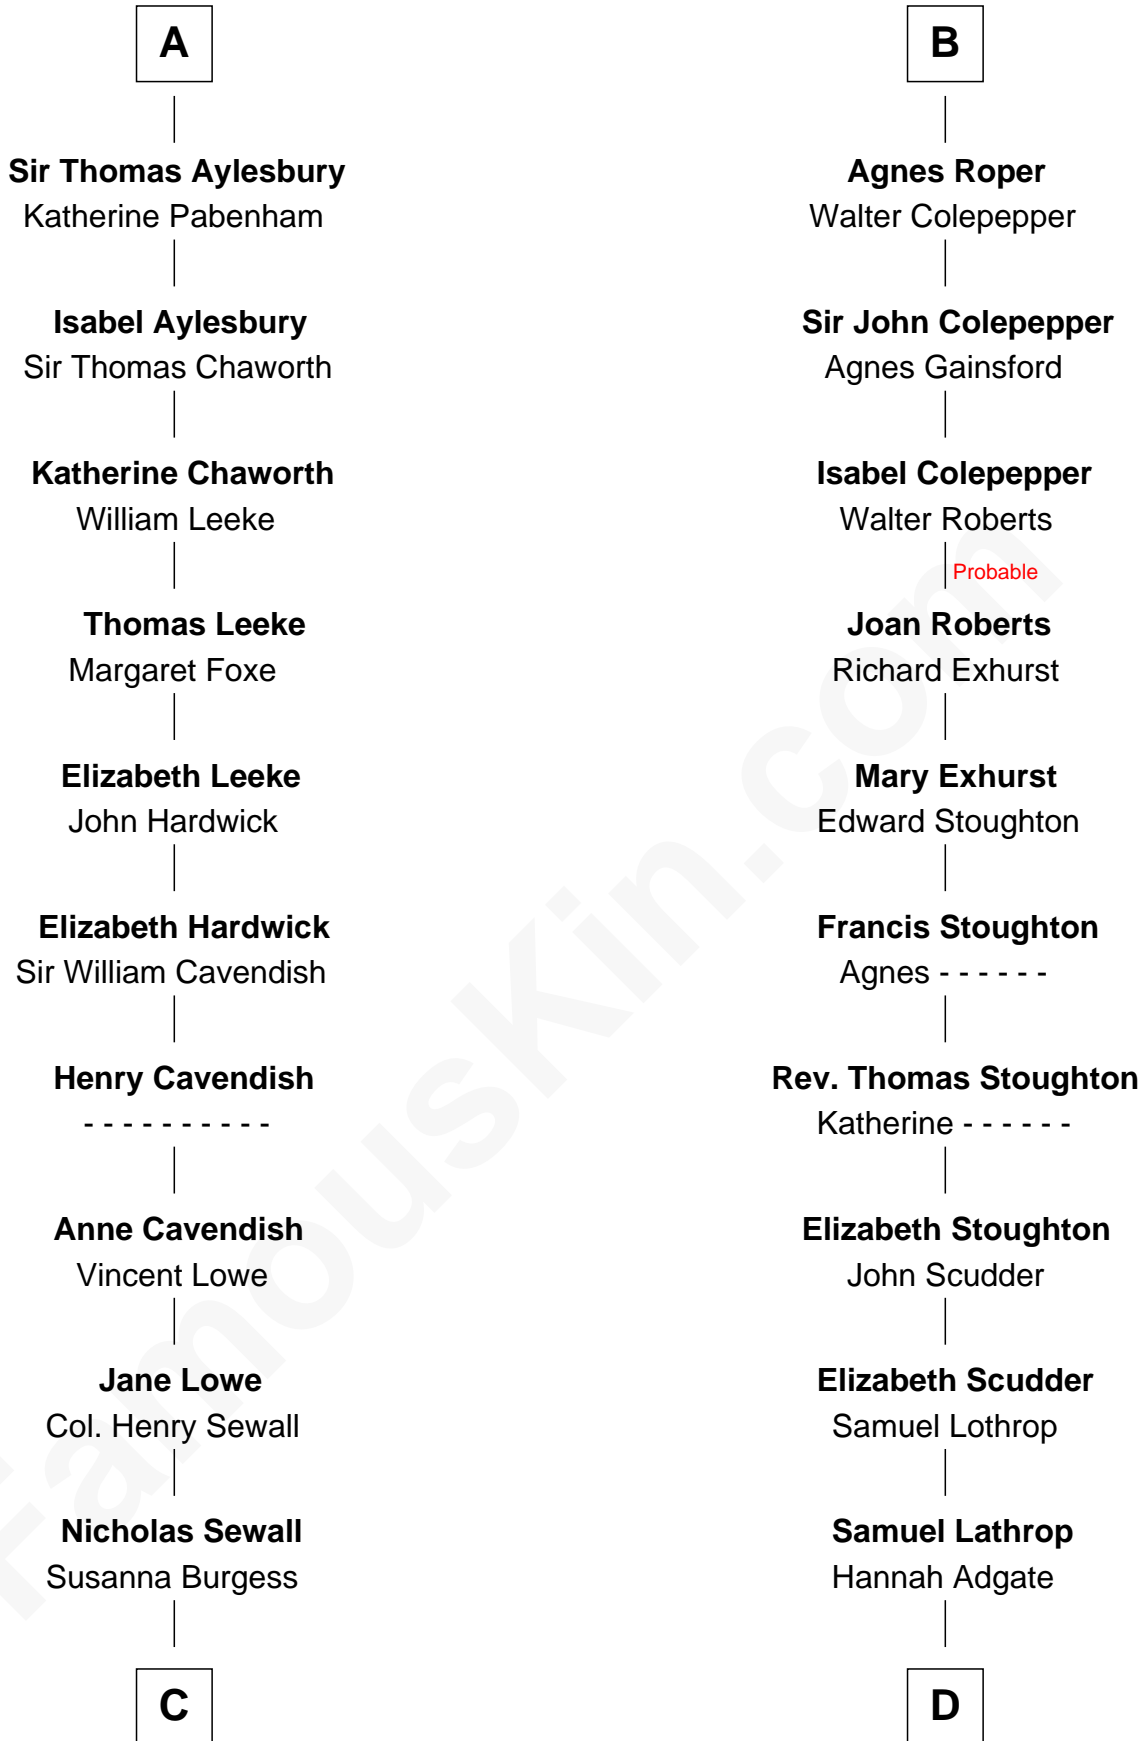 A
Sir Thomas Aylesbury
Katherine Pabenham
Isabel Aylesbury
Sir Thomas Chaworth
Katherine Chaworth
William Leeke
Thomas Leeke
Margaret Foxe
Elizabeth Leeke
John Hardwick
Elizabeth Hardwick
Sir William Cavendish
Henry Cavendish
- - - - - - - - - -
Anne Cavendish
Vincent Lowe
Jane Lowe
Col. Henry Sewall
Nicholas Sewall
Susanna Burgess
C
B
Agnes Roper
Walter Colepepper
Sir John Colepepper
Agnes Gainsford
Isabel Colepepper
Walter Roberts
Probable
Joan Roberts
Richard Exhurst
Mary Exhurst
Edward Stoughton
Francis Stoughton
Agnes - - - - - -
Rev. Thomas Stoughton
Katherine - - - - - -
Elizabeth Stoughton
John Scudder
Elizabeth Scudder
Samuel Lothrop
Samuel Lathrop
Hannah Adgate
D
FamousKin.com